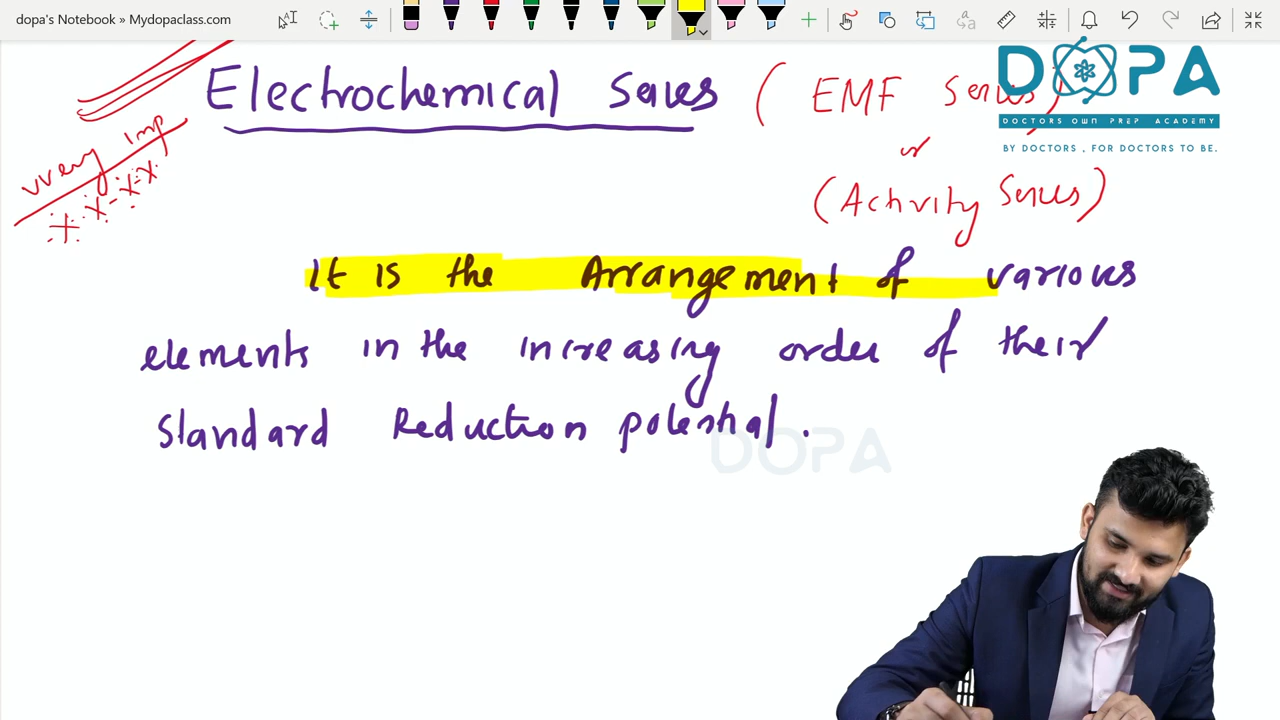 dopa's Notebook » Mydopaclass.com
Electrochemical Series ( EMF Series )
or
(Activity Series)
vvery imp
DOPA
DOCTORS OWN PREP ACADEMY
BY DOCTORS , FOR DOCTORS TO BE.
It is the Arrangement of various
elements in the increasing order of their
Standard Reduction potential .
DOPA